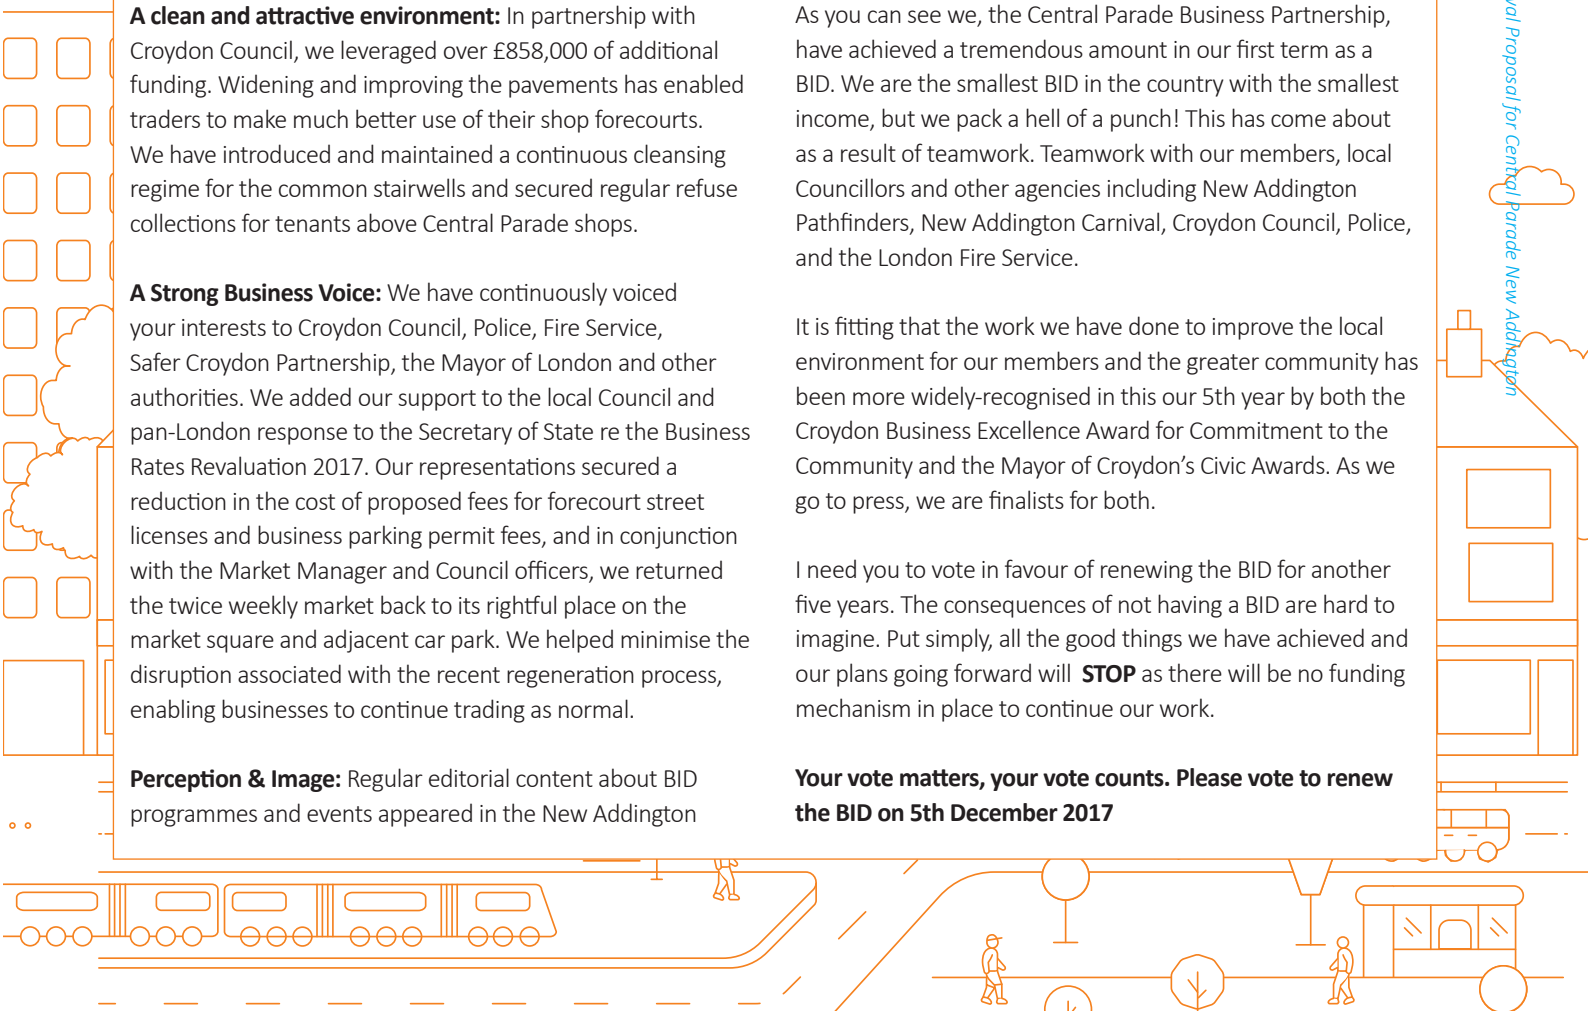 A clean and attractive environment: In partnership with
Croydon Council, we leveraged over £858,000 of additional
funding. Widening and improving the pavements has enabled
traders to make much better use of their shop forecourts.
We have introduced and maintained a continuous cleansing
regime for the common stairwells and secured regular refuse
collections for tenants above Central Parade shops.
A Strong Business Voice: We have continuously voiced
your interests to Croydon Council, Police, Fire Service,
Safer Croydon Partnership, the Mayor of London and other
authorities. We added our support to the local Council and
pan-London response to the Secretary of State re the Business
Rates Revaluation 2017. Our representations secured a
reduction in the cost of proposed fees for forecourt street
licenses and business parking permit fees, and in conjunction
with the Market Manager and Council officers, we returned
the twice weekly market back to its rightful place on the
market square and adjacent car park. We helped minimise the
disruption associated with the recent regeneration process,
enabling businesses to continue trading as normal.
Perception & Image: Regular editorial content about BID
programmes and events appeared in the New Addington
As you can see we, the Central Parade Business Partnership,
have achieved a tremendous amount in our first term as a
BID. We are the smallest BID in the country with the smallest
income, but we pack a hell of a punch! This has come about
as a result of teamwork. Teamwork with our members, local
Councillors and other agencies including New Addington
Pathfinders, New Addington Carnival, Croydon Council, Police,
and the London Fire Service.
It is fitting that the work we have done to improve the local
environment for our members and the greater community has
been more widely-recognised in this our 5th year by both the
Croydon Business Excellence Award for Commitment to the
Community and the Mayor of Croydon's Civic Awards. As we
go to press, we are finalists for both.
I need you to vote in favour of renewing the BID for another
five years. The consequences of not having a BID are hard to
imagine. Put simply, all the good things we have achieved and
our plans going forward will STOP as there will be no funding
mechanism in place to continue our work.
Your vote matters, your vote counts. Please vote to renew
the BID on 5th December 2017
Proposal for Central Parade New Addington